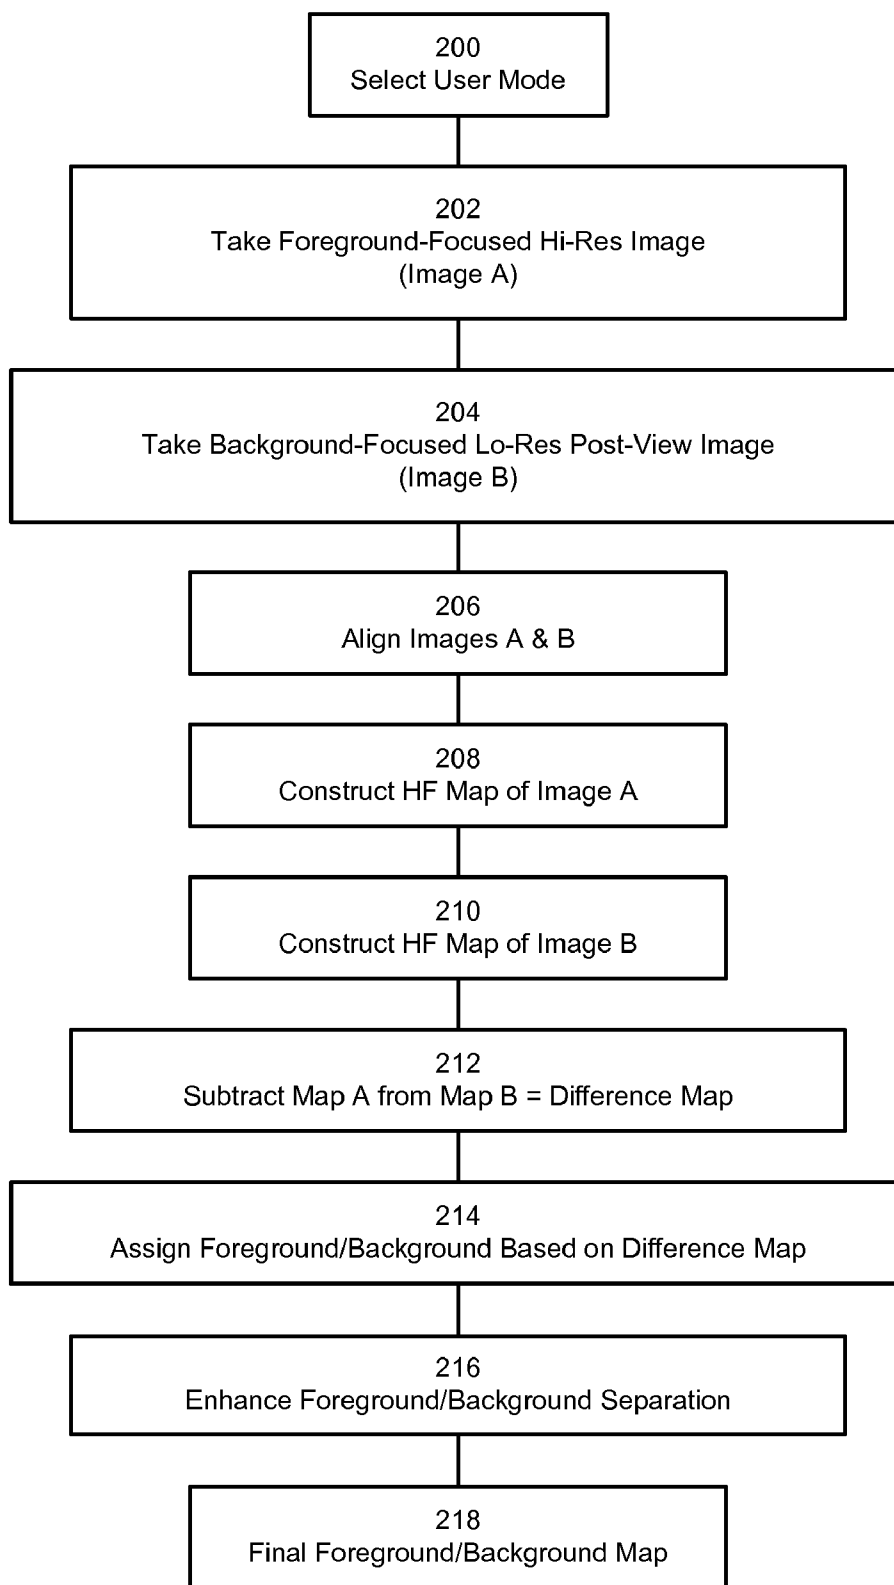 200
Select User Mode
202
Take Foreground-Focused Hi-Res Image
(Image A)
204
Take Background-Focused Lo-Res Post-View Image
(Image B)
206
Align Images A & B
208
Construct HF Map of Image A
210
Construct HF Map of Image B
212
Subtract Map A from Map B = Difference Map
214
Assign Foreground/Background Based on Difference Map
216
Enhance Foreground/Background Separation
218
Final Foreground/Background Map